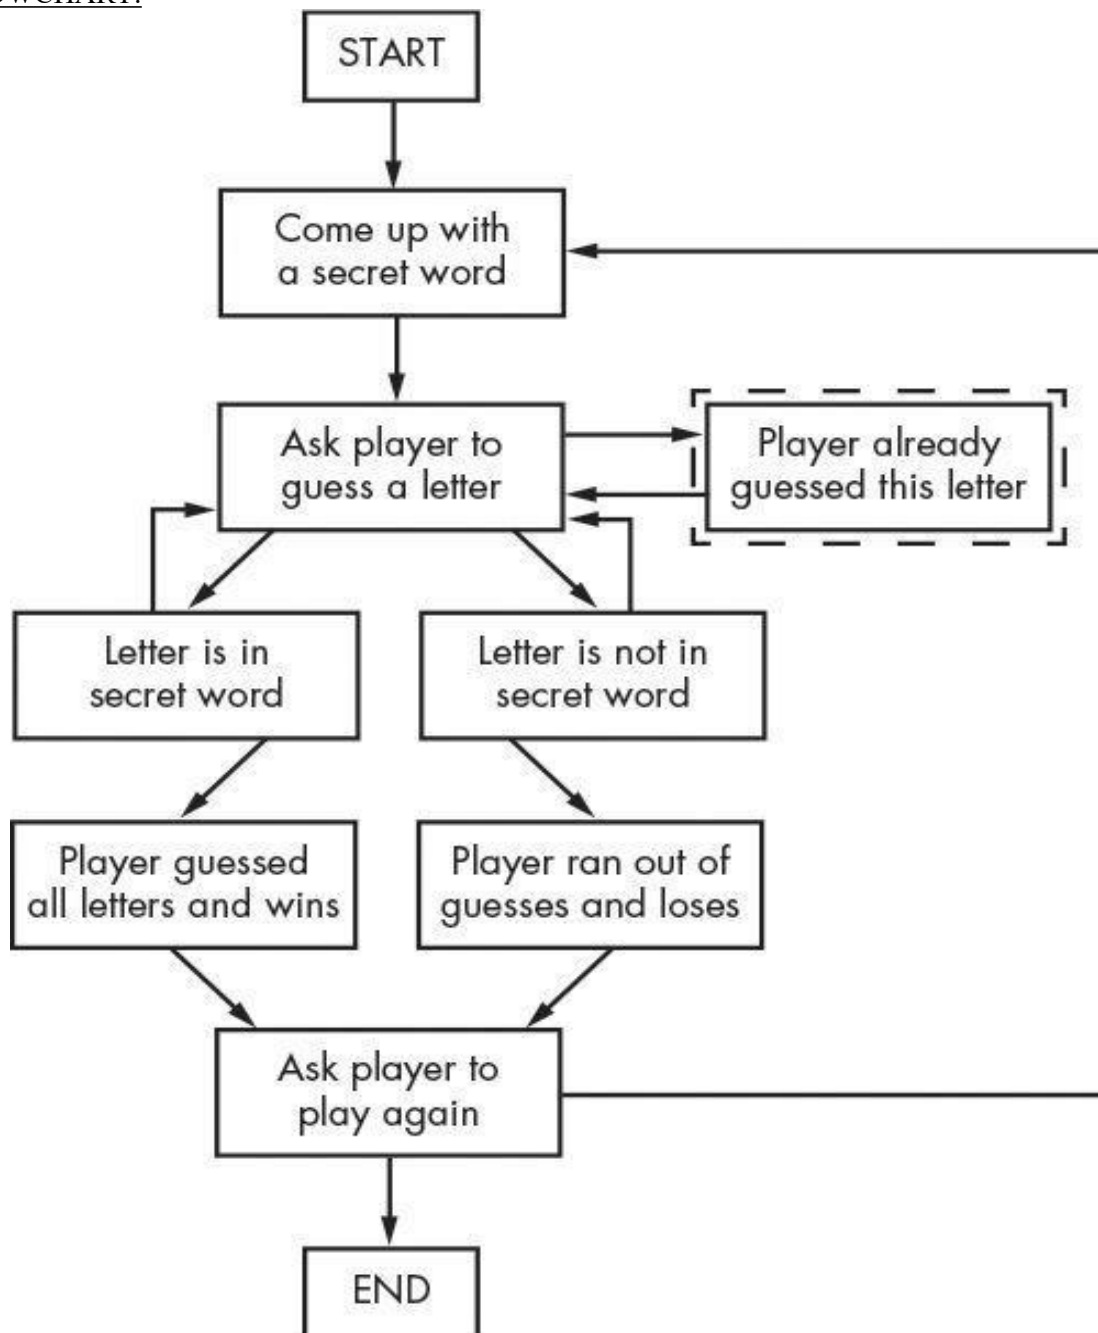 START
Come up with
a secret word
Ask player to
guess a letter
Player already
guessed this letter
Letter is in
secret word
Letter is not in
secret word
Player guessed
all letters and wins
Player ran out of
guesses and loses
Ask player to
play again
END